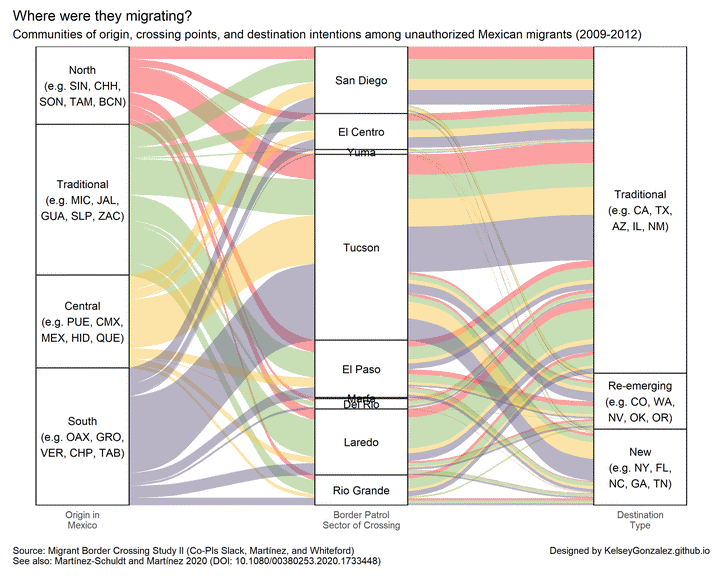 Where were they migrating?
Communities of origin, crossing points, and destination intentions among unauthorized Mexican migrants (2009-2012)
North
(e.g. SIN, CHH,
SON, TAM, BCN)
Traditional
(e.g. MIC, JAL,
GUA, SLP, ZAC)
Central
(e.g. PUE, CMX,
MEX, HID, QUE)
South
(e.g. OAX, GRO,
VER, CHP, TAB)
San Diego
El Centro
Yuma
Tucson
El Paso
Marfa
Del Rio
Laredo
Rio Grande
Traditional
(e.g. CA, TX,
AZ, IL, NM)
Re-emerging
(e.g. CO, WA,
NV, OK, OR)
New
(e.g. NY, FL,
NC, GA, TN)
Origin in
Mexico
Border Patrol
Sector of Crossing
Destination
Type
Source: Migrant Border Crossing Study II (Co-PIs Slack, Martínez, and Whiteford)
See also: Martínez-Schuldt and Martínez 2020 (DOI: 10.1080/00380253.2020.1733448)
Designed by KelseyGonzalez.github.io